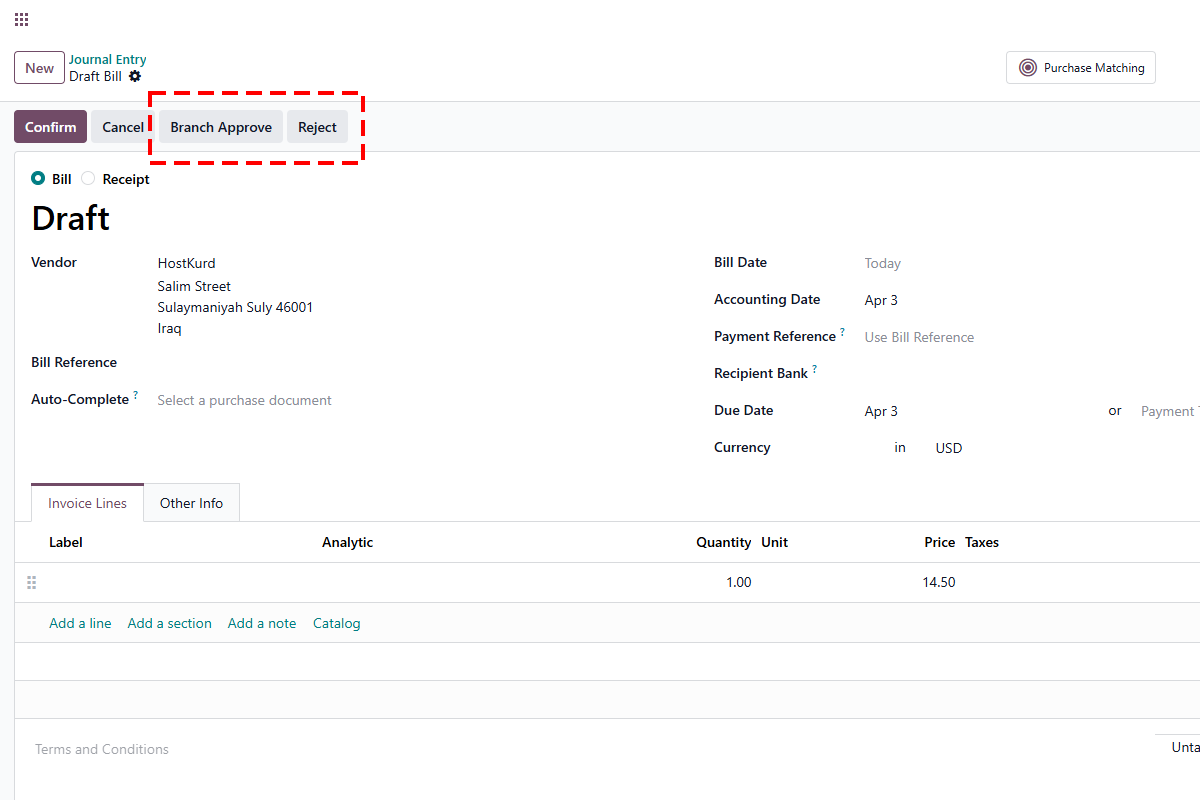 New
Journal Entry
Draft Bill
Purchase Matching
Confirm Cancel Branch Approve Reject
Bill Receipt
Draft
Vendor HostKurd
Salim Street
Sulaymaniyah Suly 46001
Iraq
Bill Reference
Auto-Complete ? Select a purchase document
Bill Date Today
Accounting Date Apr 3
Payment Reference ? Use Bill Reference
Recipient Bank ?
Due Date Apr 3 or Payment
Currency in USD
Invoice Lines Other Info
Label Analytic Quantity Unit Price Taxes
1.00 14.50
Add a line Add a section Add a note Catalog
Terms and Conditions
Unta